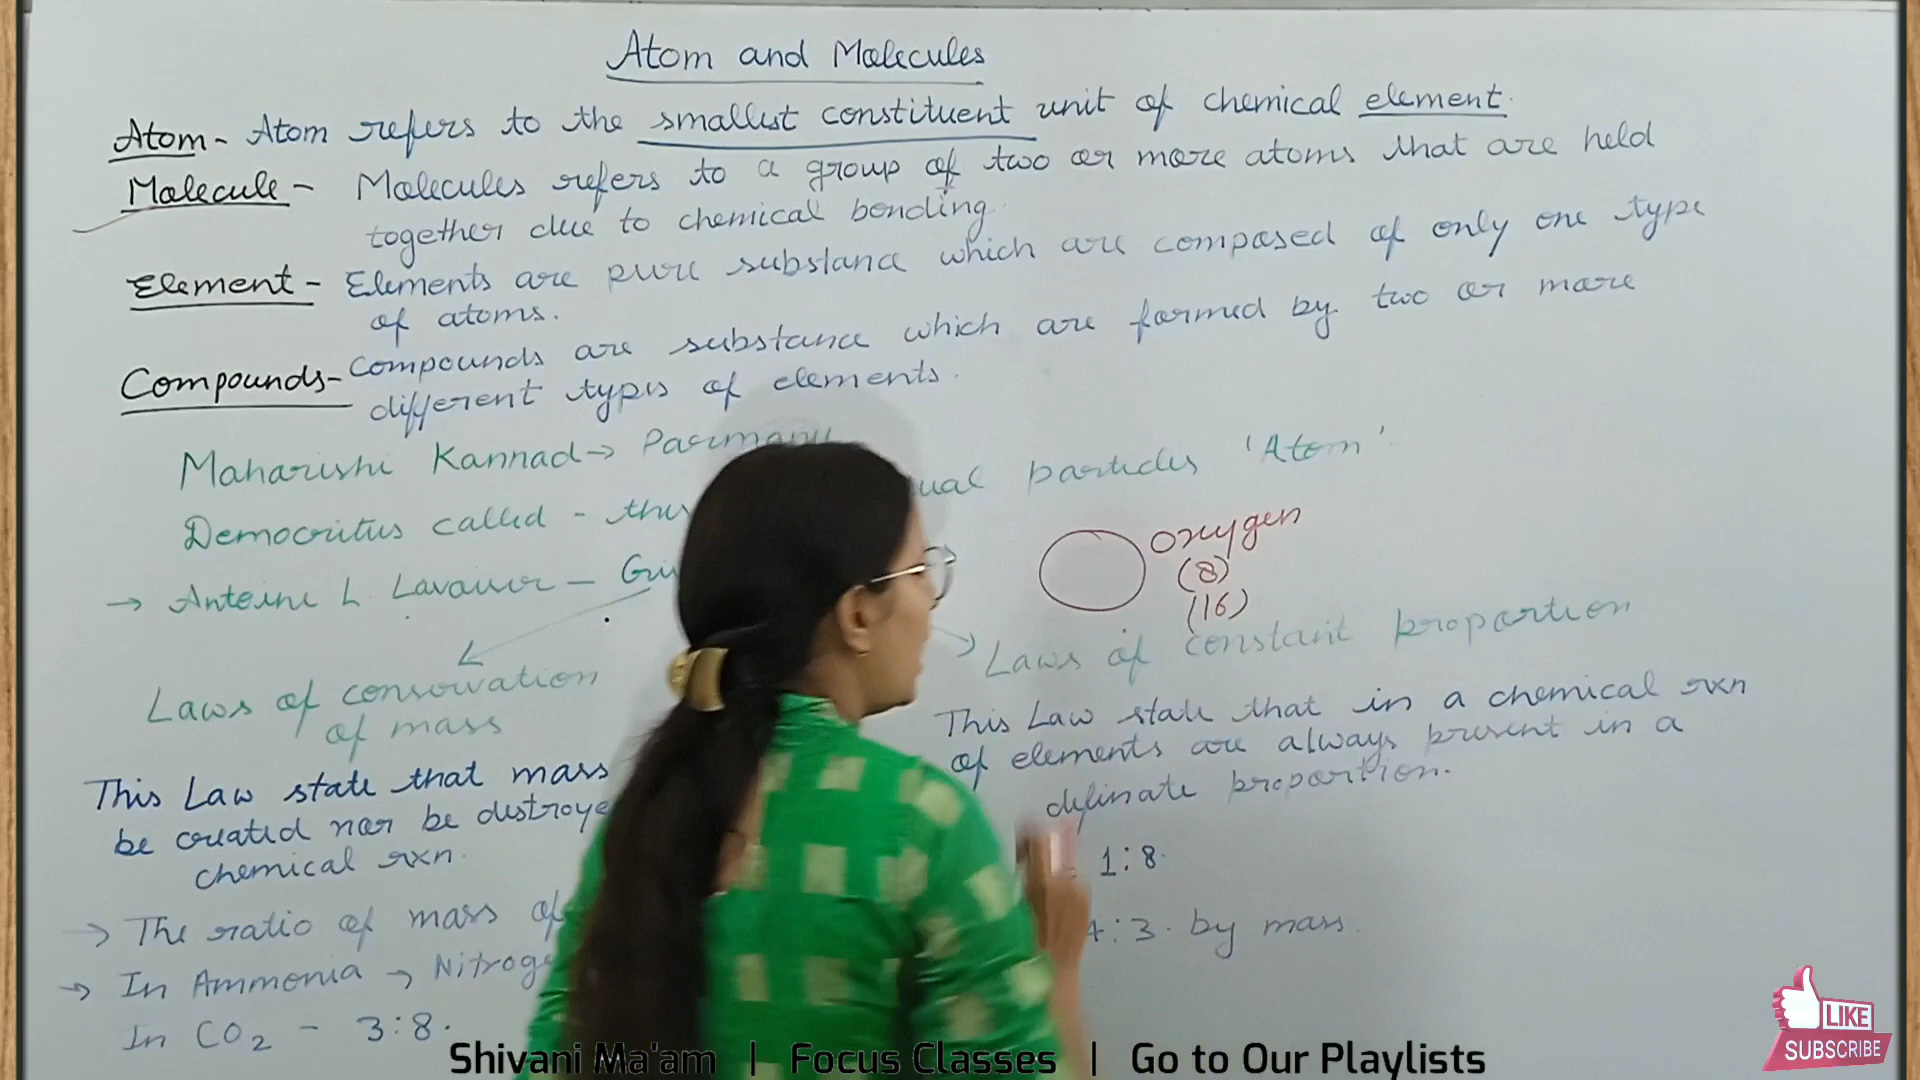 Atom and Molecules
Atom - Atom refers to the smallest constituent unit of chemical element.
Molecule - Molecules refers to a group of two or more atoms that are held
together due to chemical bonding.
Element - Elements are pure substance which are composed of only one type
of atoms.
Compounds - Compounds are substance which are formed by two or more
different types of elements.
Maharishi Kannad → Parmanu
Democritus called - this particles 'Atom'.
Oxygen
(8)
(16)
→ Antoine L. Lavoisier -
Laws of conservation
of mass
Laws of constant proportion
This Law state that mass
be created nor be destroye
chemical rxn.
This Law state that in a chemical rxn
of elements are always present in a
definate proportion.
→ The ratio of mass of 1:8.
→ In Ammonia → Nitroge :3. by mass.
In CO₂ - 3:8.
Shivani Ma'am | Focus Classes | Go to Our Playlists
LIKE
SUBSCRIBE